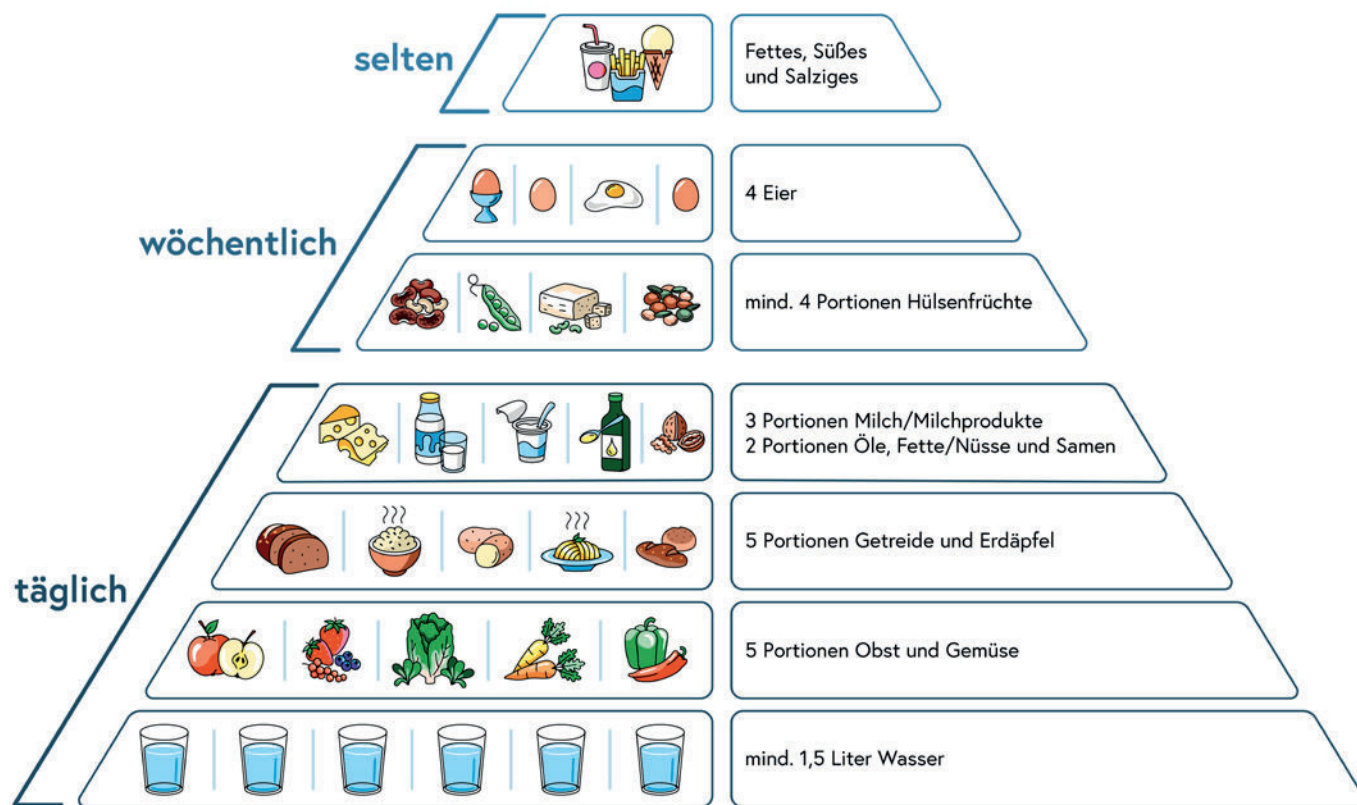 selten
Fettes, Süßes
und Salziges
wöchentlich
4 Eier
mind. 4 Portionen Hülsenfrüchte
täglich
3 Portionen Milch/Milchprodukte
2 Portionen Öle, Fette/Nüsse und Samen
5 Portionen Getreide und Erdäpfel
5 Portionen Obst und Gemüse
mind. 1,5 Liter Wasser